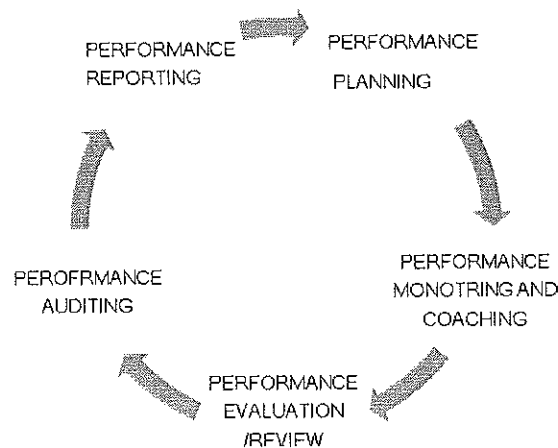 PERFORMANCE
REPORTING
PERFORMANCE
PLANNING
PERFORMANCE
MONOTRING AND
COACHING
PERFORMANCE
EVALUATION
/REVIEW
PEROFRMANCE
AUDITING